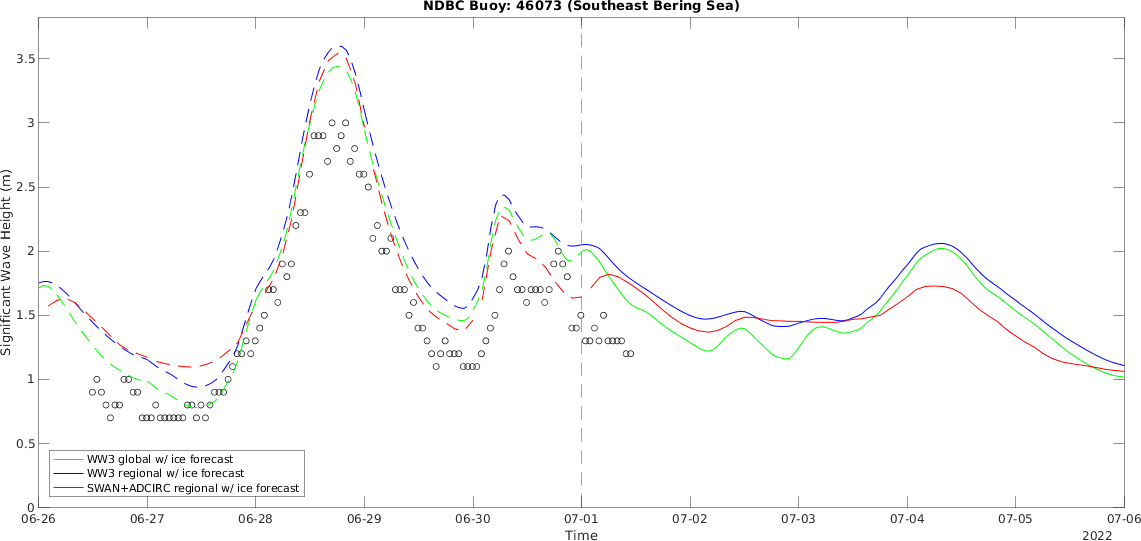 NDBC Buoy: 46073 (Southeast Bering Sea)
Significant Wave Height (m)
3.5
3
2.5
2
1.5
1
0.5
0
WW3 global w/ ice forecast
WW3 regional w/ ice forecast
SWAN+ADCIRC regional w/ ice forecast
06-26 06-27 06-28 06-29 06-30 07-01 07-02 07-03 07-04 07-05 07-06
Time
2022